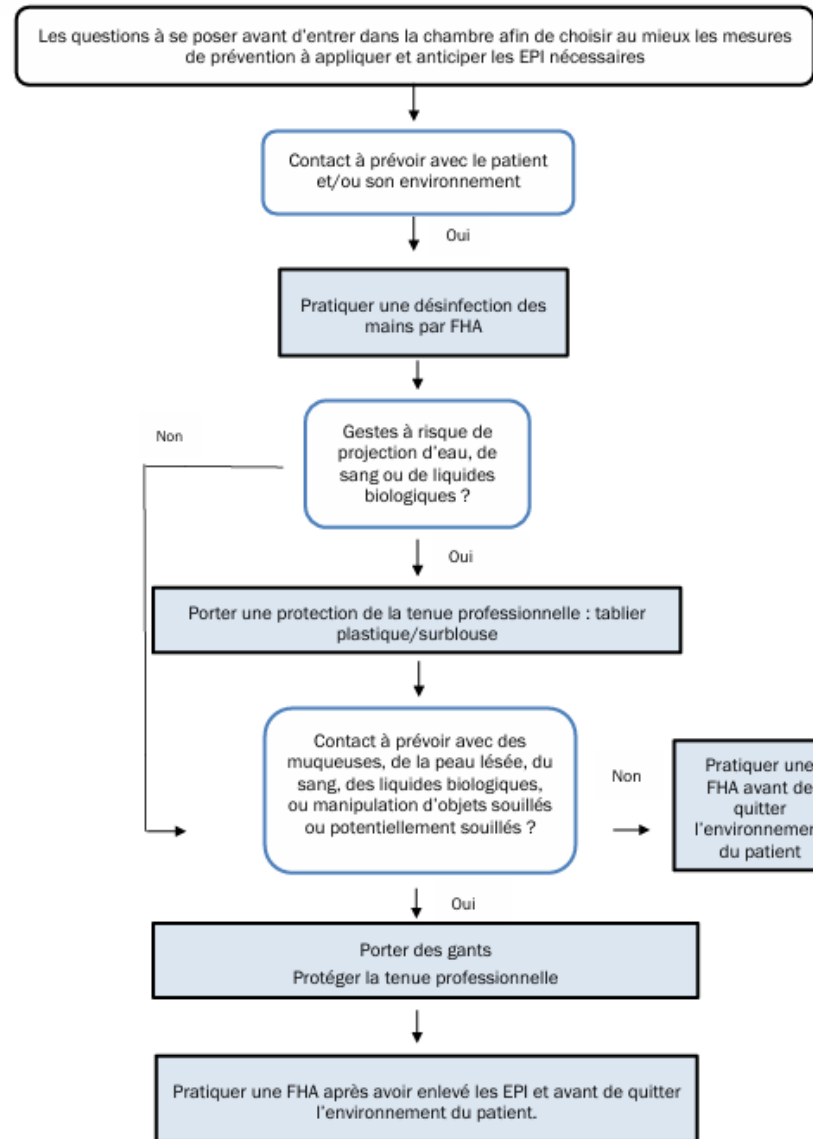 Les questions à se poser avant d'entrer dans la chambre afin de choisir au mieux les mesures
de prévention à appliquer et anticiper les EPI nécessaires
Contact à prévoir avec le patient
et/ou son environnement
Oui
Pratiquer une désinfection des
mains par FHA
Non
Gestes à risque de
projection d'eau, de
sang ou de liquides
biologiques ?
Oui
Porter une protection de la tenue professionnelle : tablier
plastique/surblouse
Contact à prévoir avec des
muqueuses, de la peau lésée, du
sang, des liquides biologiques,
ou manipulation d'objets souillés
ou potentiellement souillés ?
Non
Pratiquer une
FHA avant de
quitter
l'environnement
du patient
Oui
Porter des gants
Protéger la tenue professionnelle
Pratiquer une FHA après avoir enlevé les EPI et avant de quitter
l'environnement du patient.